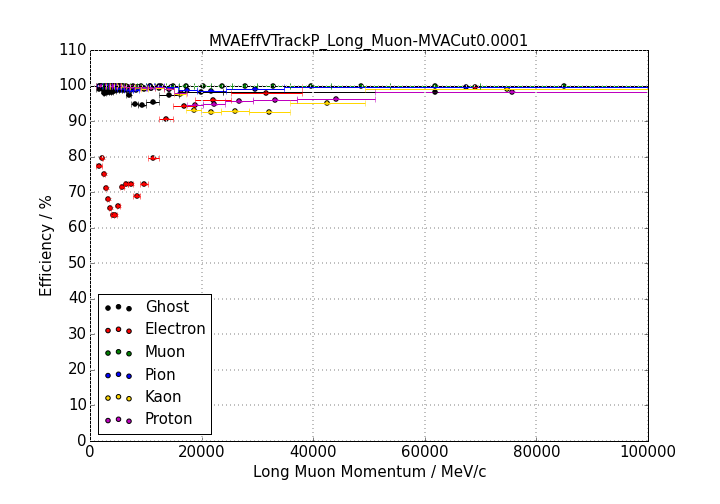 MVAEffVTrackP_Long_Muon-MVACut0.0001
110
100
90
80
70
60
50
40
30
20
10
0
Efficiency / %
Ghost
Electron
Muon
Pion
Kaon
Proton
0 20000 40000 60000 80000 100000
Long Muon Momentum / MeV/c